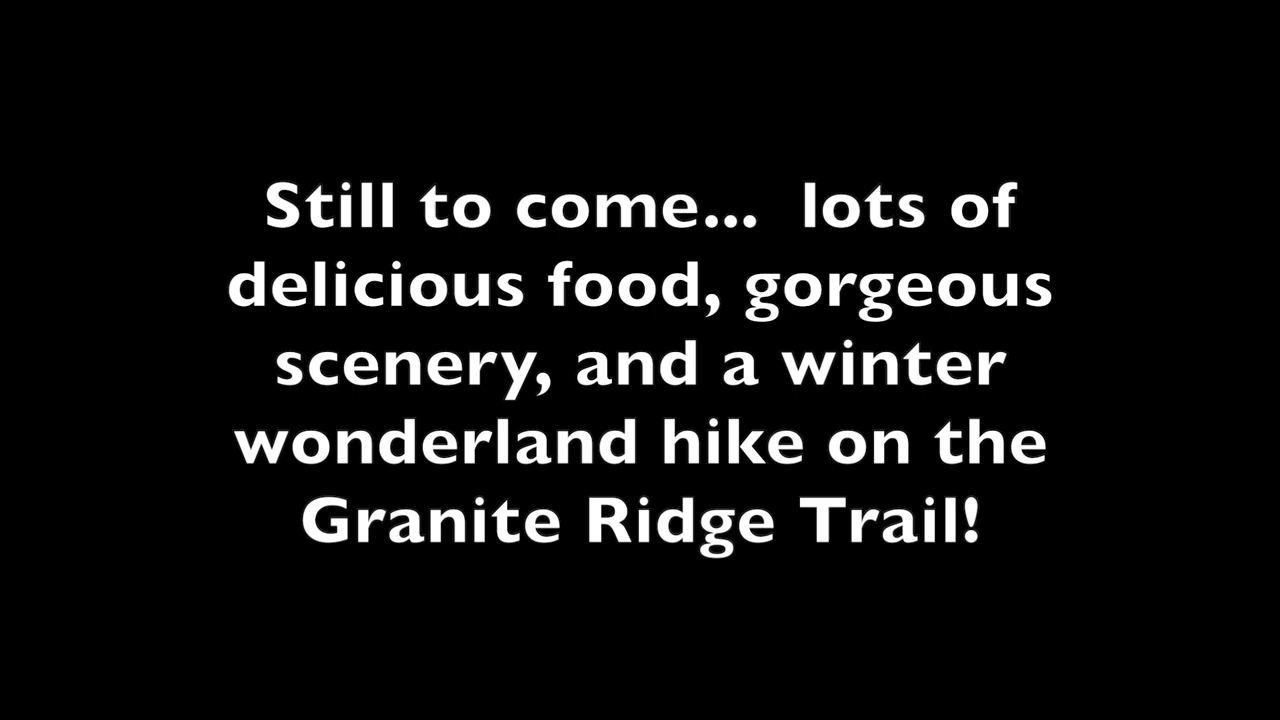 Still to come...  lots of
delicious food, gorgeous
scenery, and a winter
wonderland hike on the
Granite Ridge Trail!